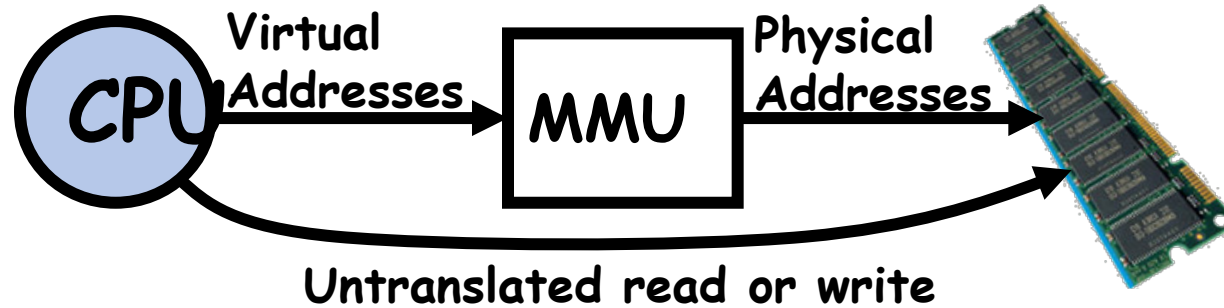 CPU
Virtual
Addresses
MMU
Physical
Addresses
Untranslated read or write